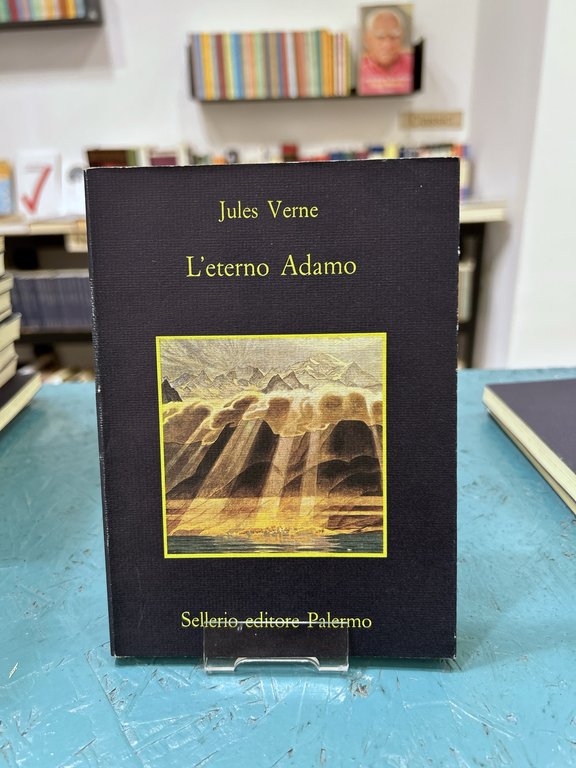 Jules Verne
L'eterno Adamo
Sellerio editore Palermo